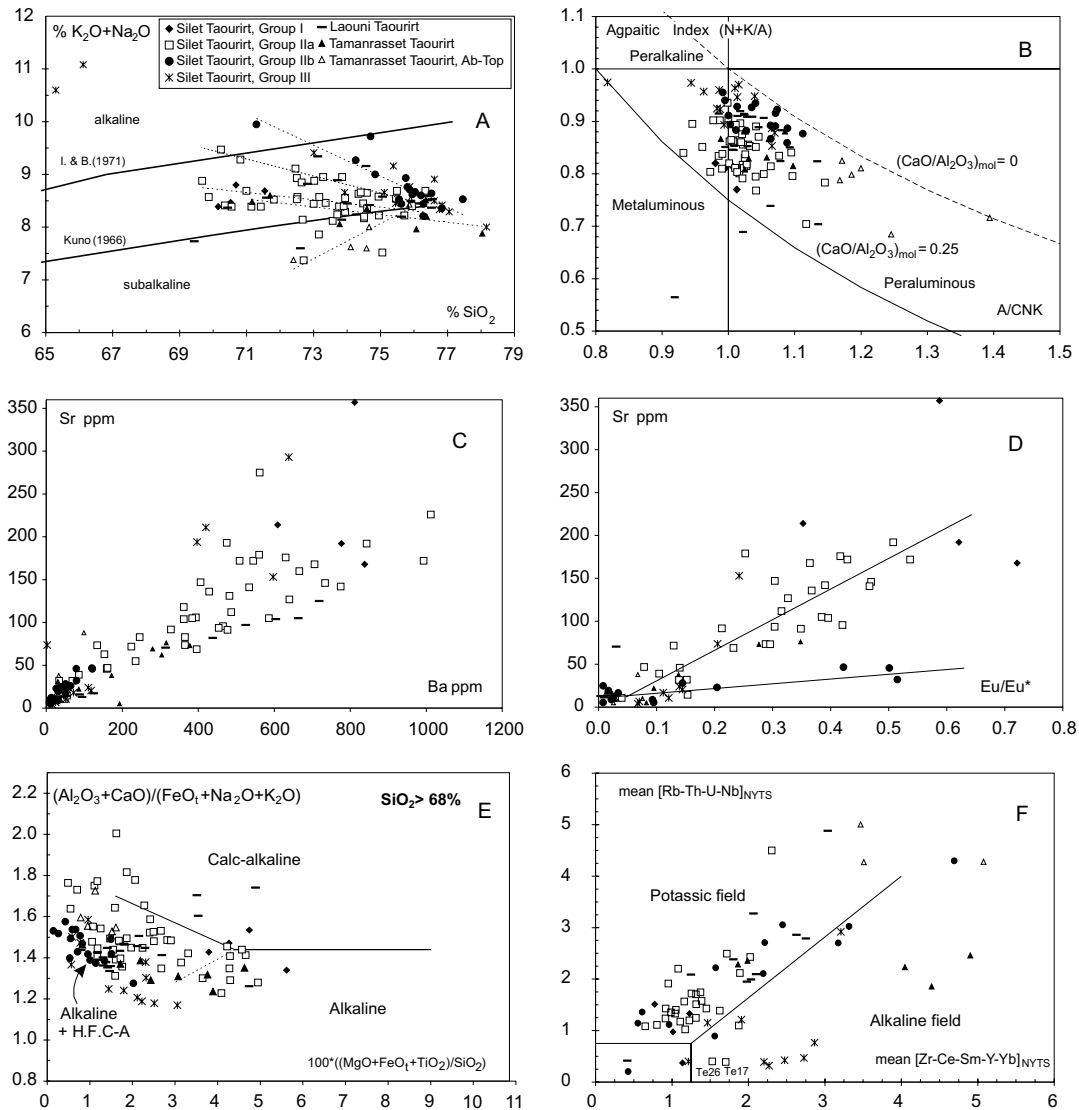 % K2O+Na2O
Silet Taourirt, Group I
Silet Taourirt, Group IIa
Silet Taourirt, Group IIb
Silet Taourirt, Group III
Laouni Taourirt
Tamanrasset Taourirt
Tamanrasset Taourirt, Ab-Top
A
alkaline
I. & B.(1971)
Kuno (1966)
subalkaline
% SiO2
12
11
10
9
8
7
6
65 67 69 71 73 75 77 79
Agpaitic Index (N+K/A)
B
Peralkaline
(CaO/Al2O3)mol = 0
Metaluminous
(CaO/Al2O3)mol = 0.25
Peraluminous
A/CNK
1.1
1.0
0.9
0.8
0.7
0.6
0.5
0.8 0.9 1.0 1.1 1.2 1.3 1.4 1.5
Sr ppm
C
Ba ppm
350
300
250
200
150
100
50
0
0 200 400 600 800 1000 1200
Sr ppm
D
Eu/Eu*
350
300
250
200
150
100
50
0
0.0 0.1 0.2 0.3 0.4 0.5 0.6 0.7 0.8
(Al2O3+CaO)/(FeOt+Na2O+K2O)
SiO2> 68%
E
Calc-alkaline
Alkaline
+ H.F.C-A
Alkaline
100*((MgO+FeOt+TiO2)/SiO2)
2.2
2.0
1.8
1.6
1.4
1.2
1.0
0.8
0 1 2 3 4 5 6 7 8 9 10
mean [Rb-Th-U-Nb]NYTS
F
Potassic field
Alkaline field
Te26 Te17
mean [Zr-Ce-Sm-Y-Yb]NYTS
6
5
4
3
2
1
0
0 1 2 3 4 5 6